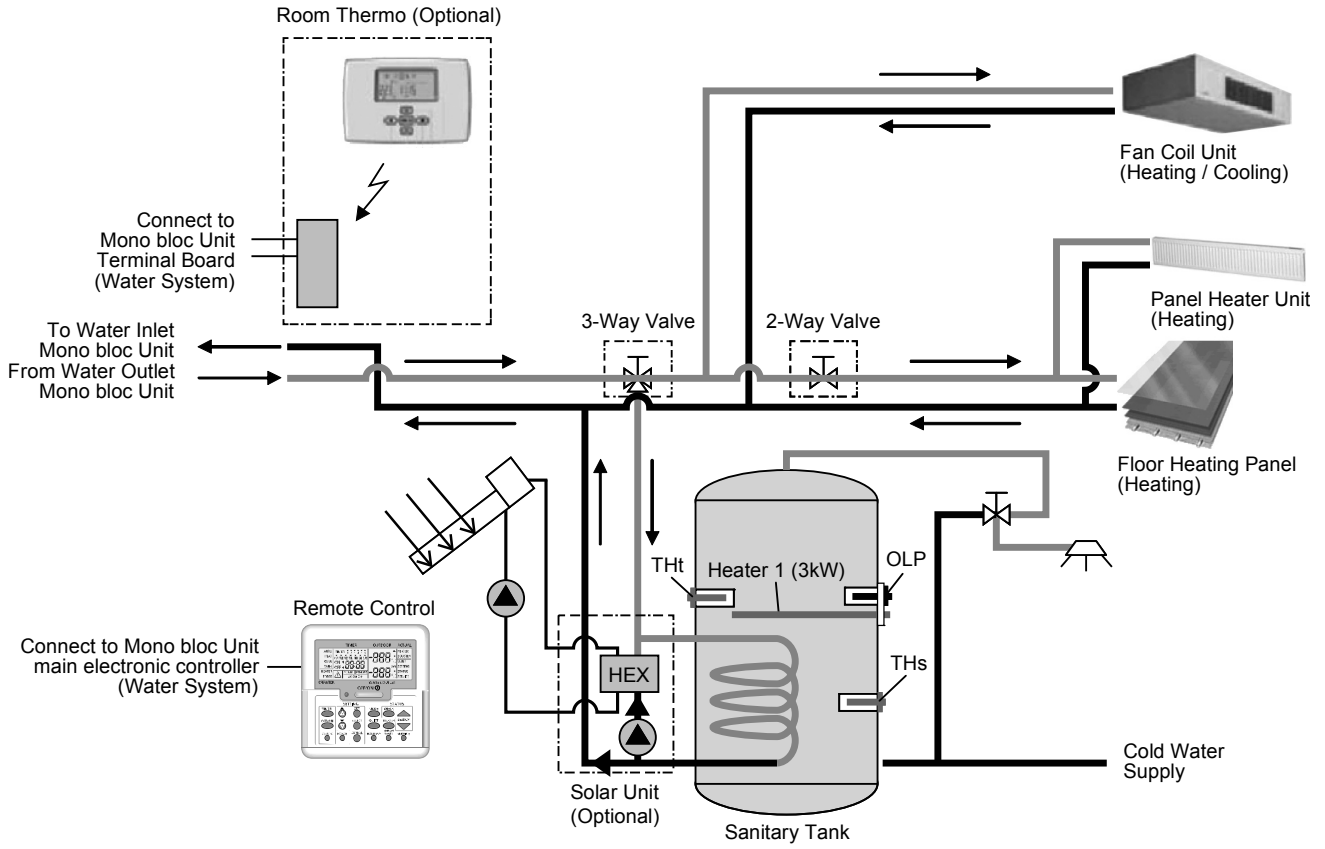 Room Thermo (Optional)
Connect to
Mono bloc Unit
Terminal Board
(Water System)
Fan Coil Unit
(Heating / Cooling)
To Water Inlet
Mono bloc Unit
From Water Outlet
Mono bloc Unit
3-Way Valve
2-Way Valve
Panel Heater Unit
(Heating)
Floor Heating Panel
(Heating)
THt
Heater 1 (3kW)
OLP
Remote Control
Connect to Mono bloc Unit
main electronic controller
(Water System)
HEX
THs
Solar Unit
(Optional)
Sanitary Tank
Cold Water
Supply